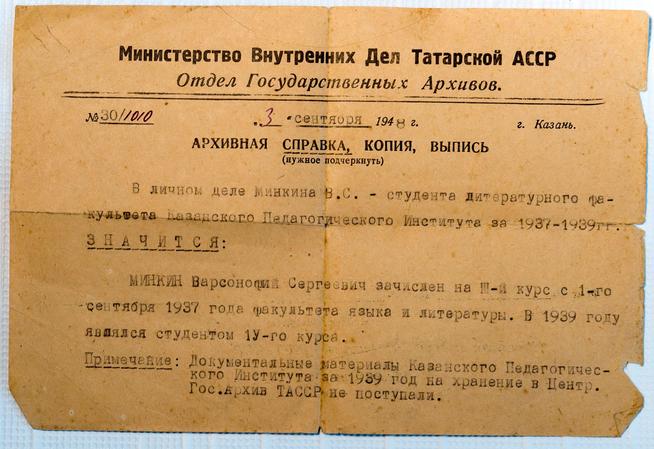 Министерство Внутренних Дел Татарской АССР
Отдел Государственных Архивов.
№ 30/1010 „3“ сентября 1948 г. г. Казань.
АРХИВНАЯ СПРАВКА, КОПИЯ, ВЫПИСЬ
(нужное подчеркнуть)
В личном деле Минкина В.С. - студента литературного фа-
культета Казанского Педагогического Института за 1937-1939гг.
ЗНАЧИТСЯ:
МИНКИН Варсонофий Сергеевич зачислен на Ш-й курс с 1-го
сентября 1937 года факультета языка и литературы. В 1939 году
являлся студентом 1У-го курса.
Примечание: Документальные материалы Казанского Педагогичес-
кого Института за 1939 год на хранение в Центр.
Гос.Архив ТАССР не поступали.